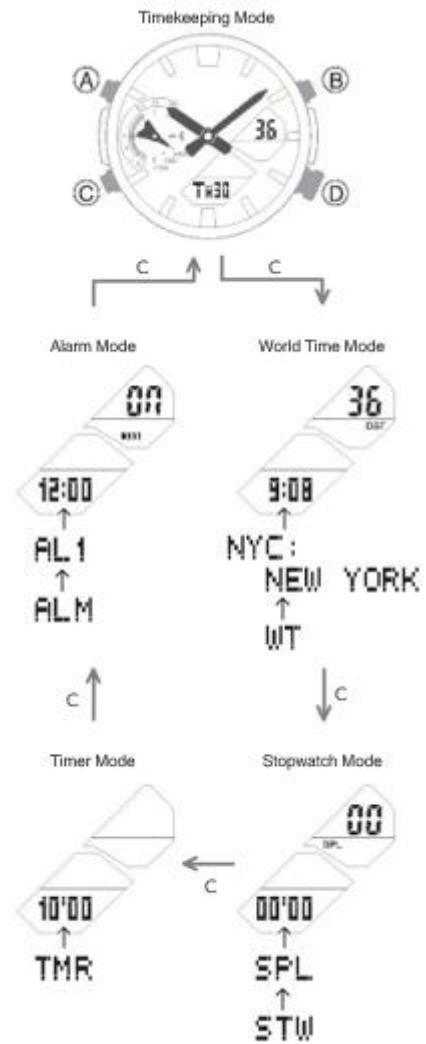 Timekeeping Mode
A
B
36
TH30
C
D
C
C
Alarm Mode
World Time Mode
ON
36
DST
12:00
9:08
AL1
NYC:
NEW YORK
ALM
WT
C
C
Timer Mode
Stopwatch Mode
00
SPL
C
10'00
00'00
TMR
SPL
STW